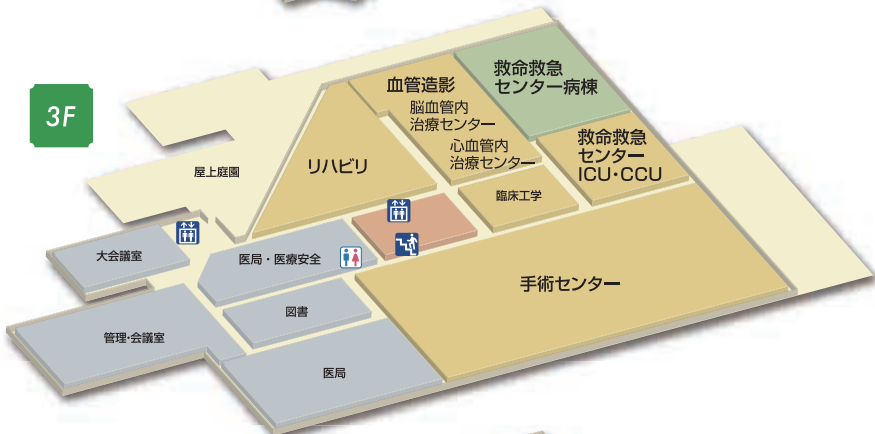 3F
救命救急
センター病棟
血管造影
脳血管内
治療センター
心血管内
治療センター
救命救急
センター
ICU・CCU
リハビリ
屋上庭園
臨床工学
大会議室
医局・医療安全
手術センター
図書
管理・会議室
医局